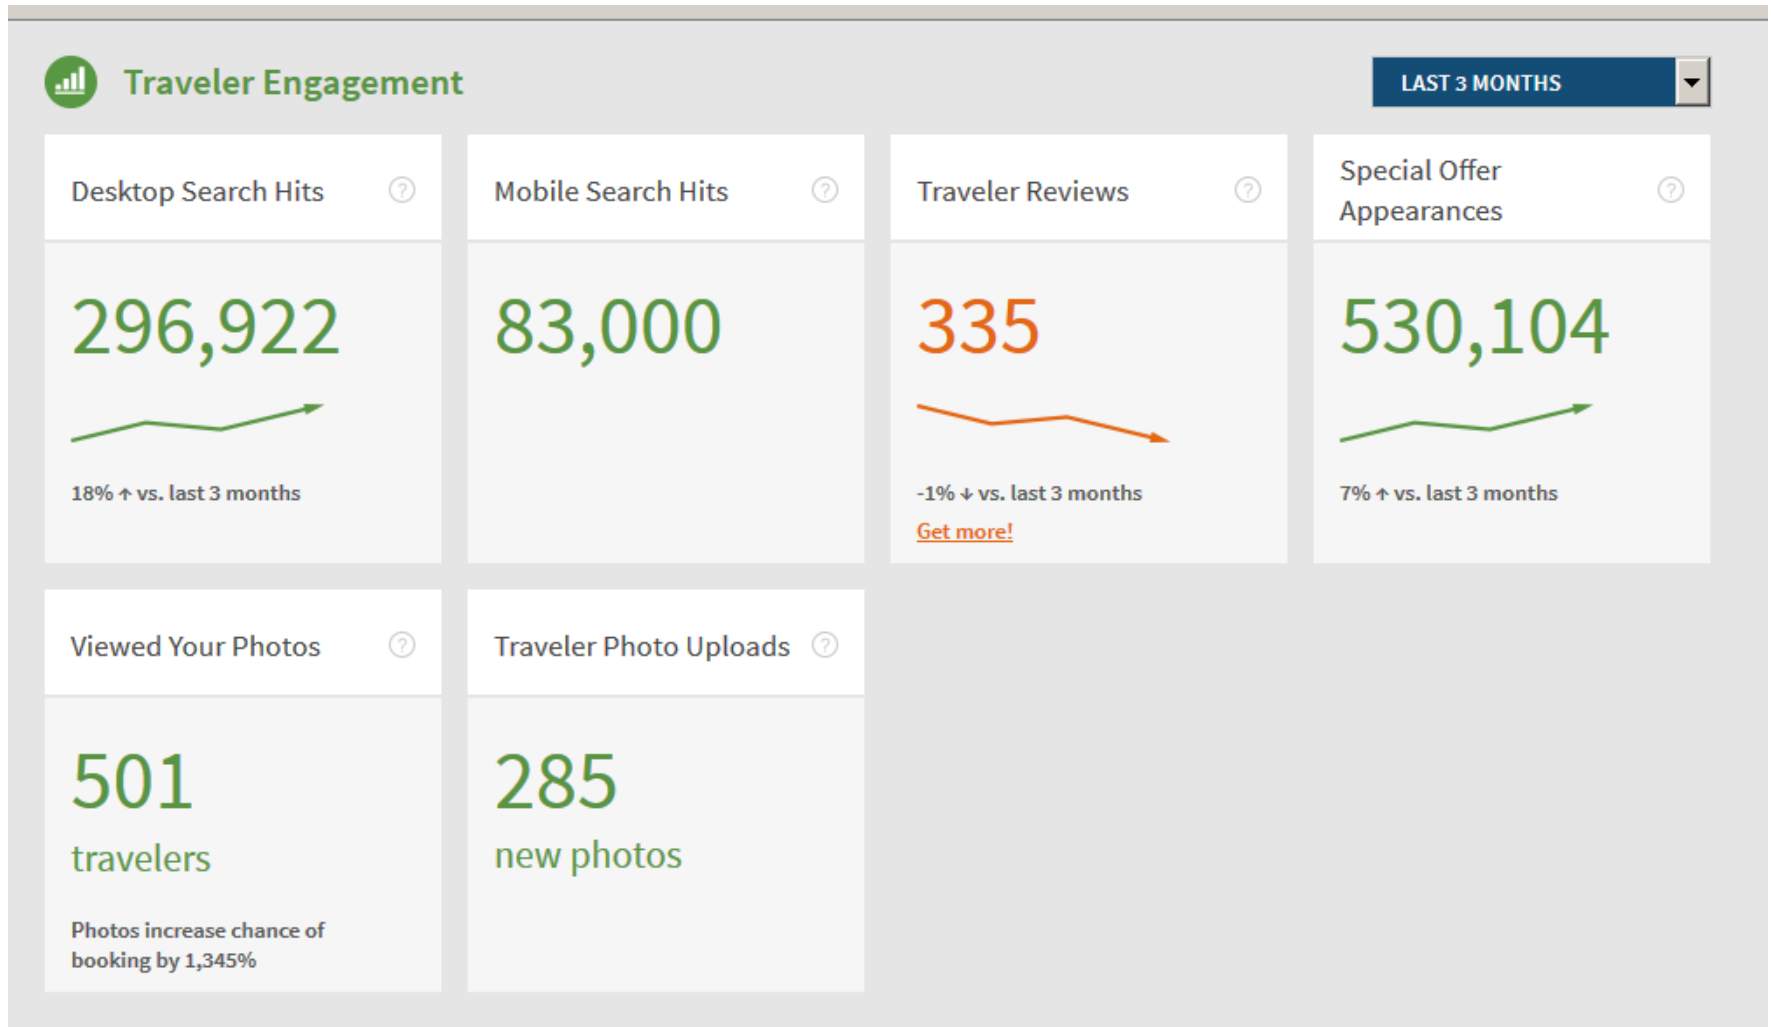 Traveler Engagement
LAST 3 MONTHS
Desktop Search Hits ?
296,922
18% ↑ vs. last 3 months
Mobile Search Hits ?
83,000
Traveler Reviews ?
335
-1% ↓ vs. last 3 months
Get more!
Special Offer
Appearances ?
530,104
7% ↑ vs. last 3 months
Viewed Your Photos ?
501
travelers
Photos increase chance of
booking by 1,345%
Traveler Photo Uploads ?
285
new photos